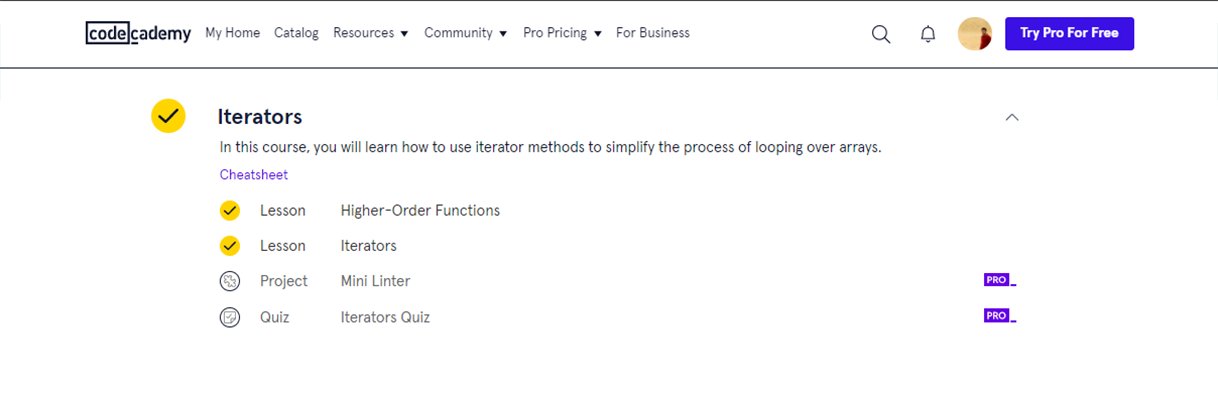 codecademy My Home Catalog Resources Community Pro Pricing For Business Try Pro For Free
Iterators
In this course, you will learn how to use iterator methods to simplify the process of looping over arrays.
Cheatsheet
Lesson Higher-Order Functions
Lesson Iterators
Project Mini Linter PRO
Quiz Iterators Quiz PRO